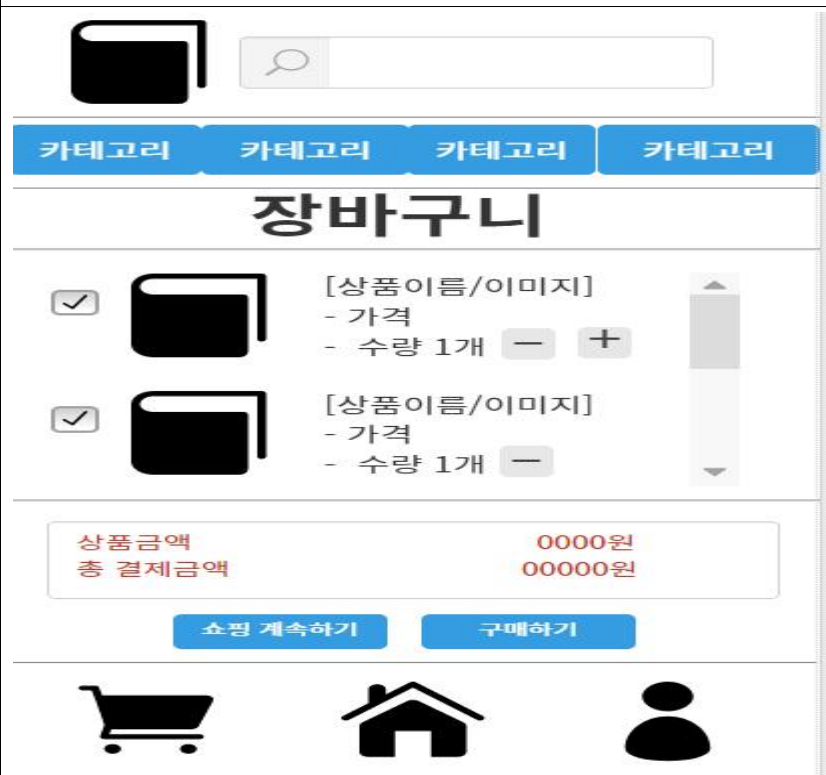 카테고리 카테고리 카테고리 카테고리
장바구니
[상품이름/이미지]
- 가격
- 수량 1개 — +
[상품이름/이미지]
- 가격
- 수량 1개 —
상품금액 0000원
총 결제금액 00000원
쇼핑 계속하기 구매하기